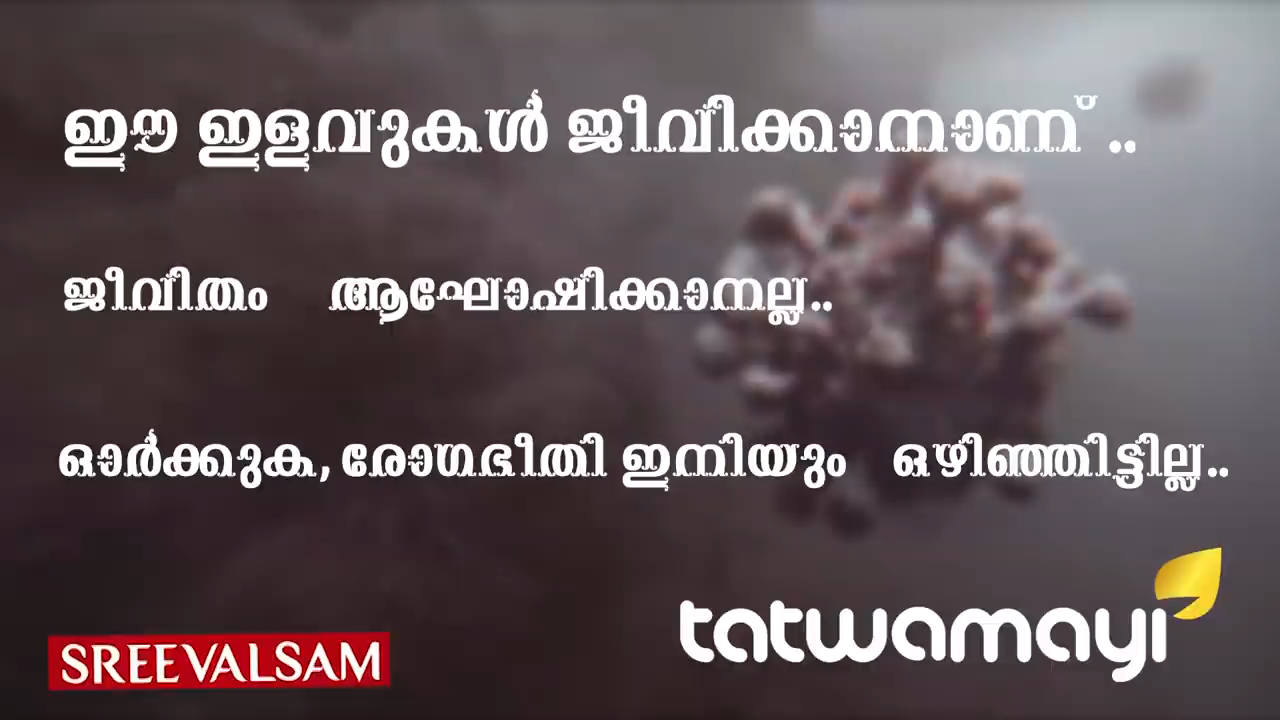 ഈ ഇളവുകൾ ജീവിക്കാനാണ് ..
ജീവിതം ആഘോഷിക്കാനല്ല..
ഓർക്കുക, രോഗഭീതി ഇനിയും ഒഴിഞ്ഞിട്ടില്ല..
tatwamayi
SREEVALSAM